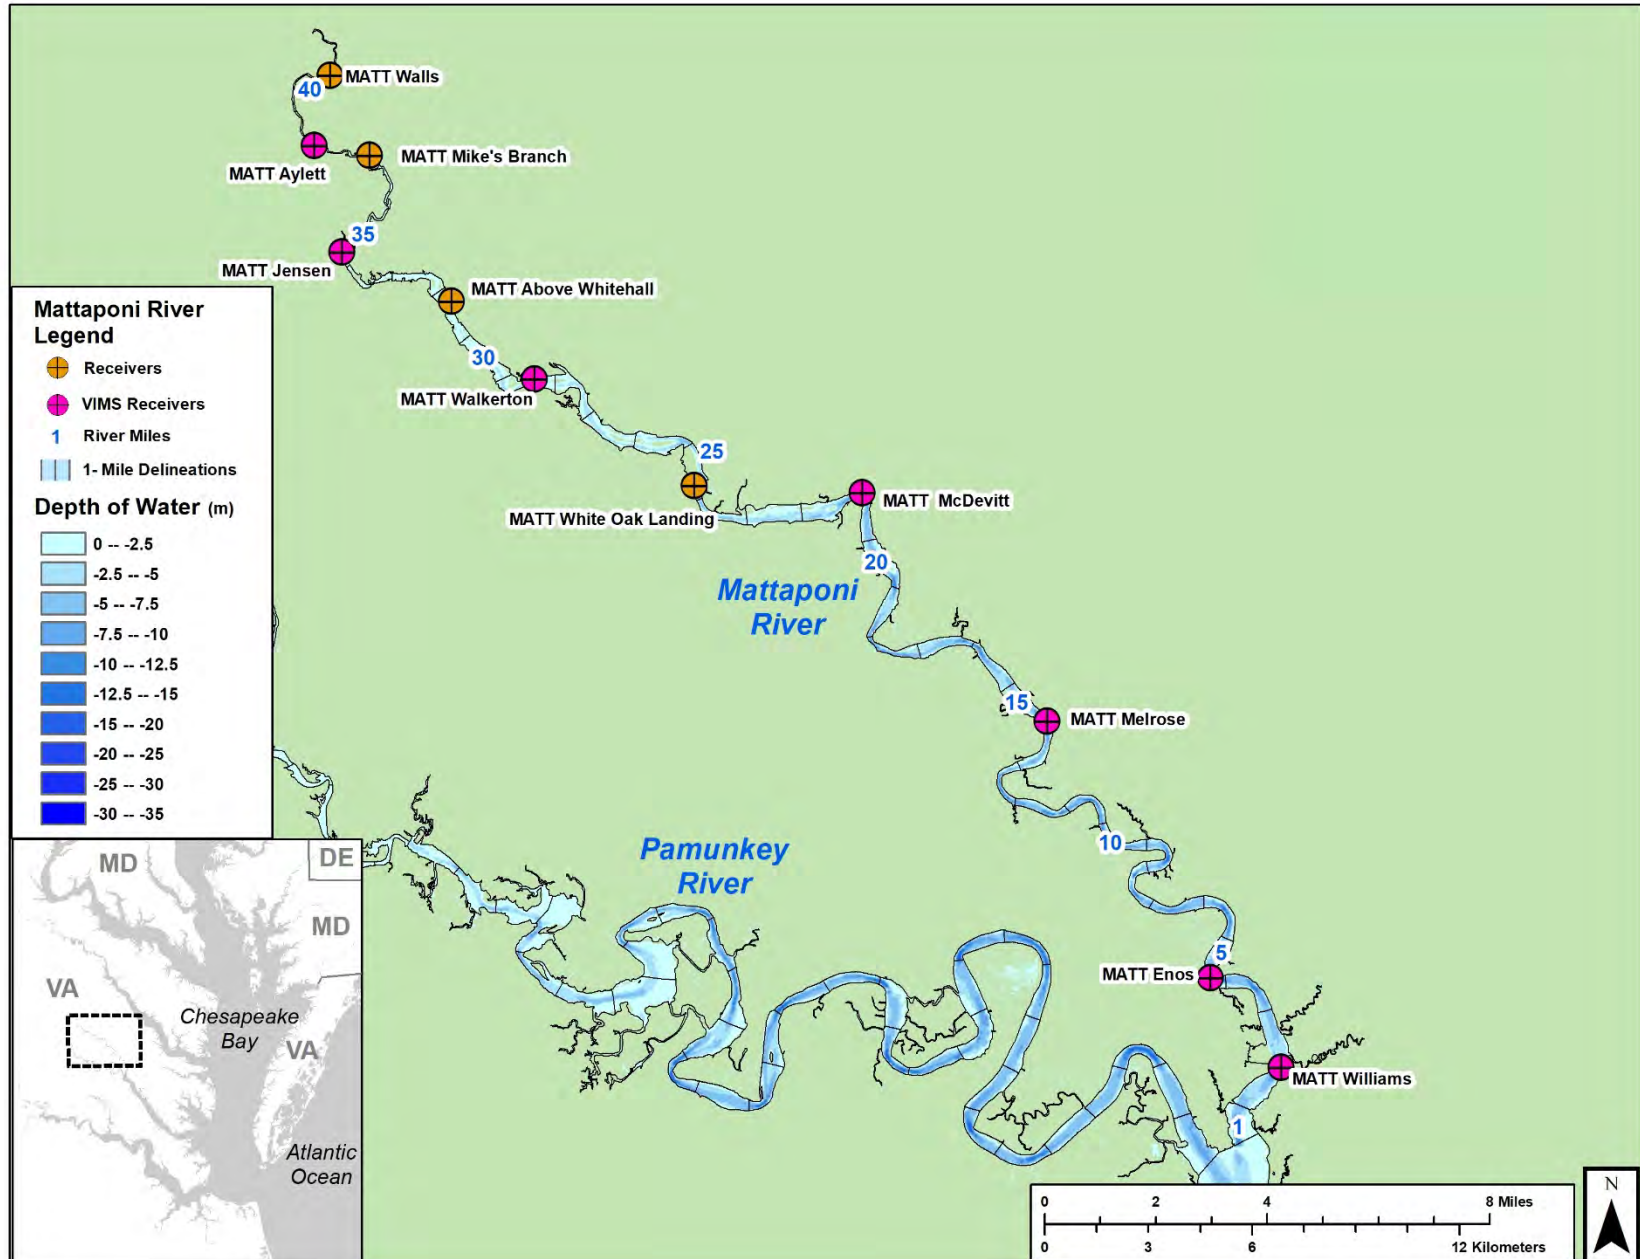 MATT Walls
40
MATT Mike's Branch
MATT Aylett
35
MATT Jensen
MATT Above Whitehall
30
MATT Walkerton
25
MATT White Oak Landing
MATT McDevitt
20
Mattaponi
River
15
MATT Melrose
10
Pamunkey
River
5
MATT Enos
MATT Williams
1
Mattaponi River
Legend
Receivers
VIMS Receivers
1 River Miles
1- Mile Delineations
Depth of Water (m)
0 -- -2.5
-2.5 -- -5
-5 -- -7.5
-7.5 -- -10
-10 -- -12.5
-12.5 -- -15
-15 -- -20
-20 -- -25
-25 -- -30
-30 -- -35
MD
DE
MD
VA
Chesapeake
Bay
VA
Atlantic
Ocean
0 2 4 8 Miles
0 3 6 12 Kilometers
N